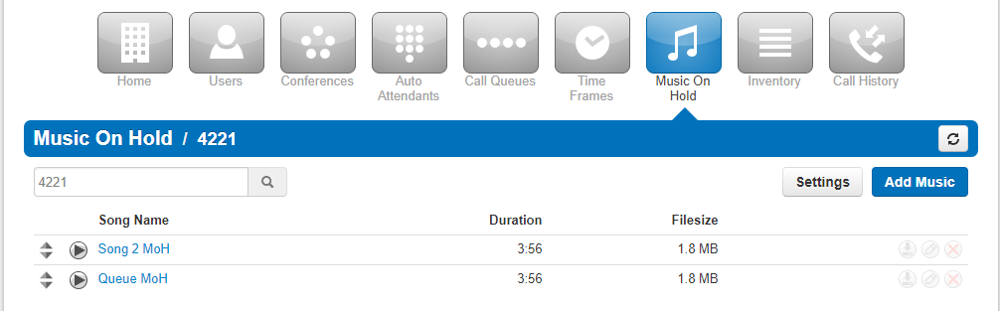 Home
Users
Conferences
Auto
Attendants
Call Queues
Time
Frames
Music On
Hold
Inventory
Call History
Music On Hold / 4221
4221
Settings
Add Music
Song Name Duration Filesize
Song 2 MoH 3:56 1.8 MB
Queue MoH 3:56 1.8 MB